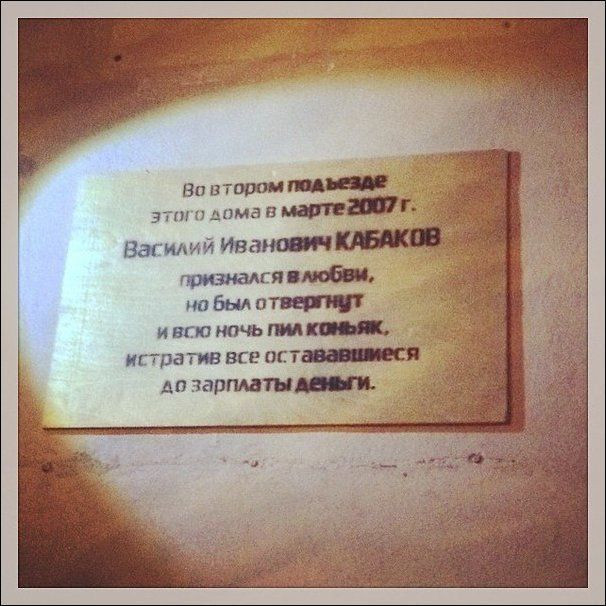 Во втором подъезде
этого дома в марте 2007 г.
Василий Иванович КАБАКОВ
признался в любви,
но был отвергнут
и всю ночь пил коньяк,
истратив все остававшиеся
до зарплаты деньги.